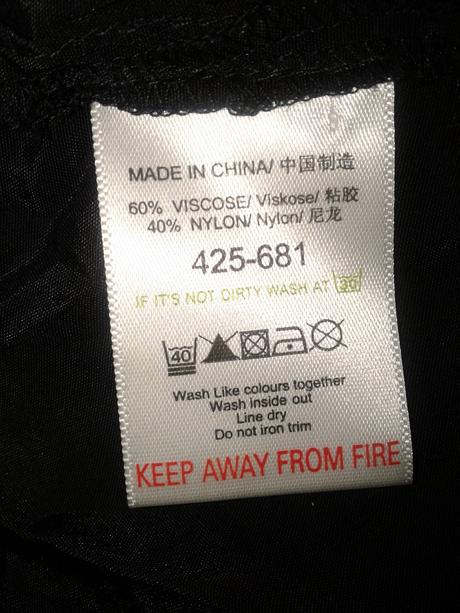 MADE IN CHINA/ 中国制造
60% VISCOSE/ Viskose/ 粘胶
40% NYLON/ Nylon/ 尼龙
425-681
IF IT'S NOT DIRTY WASH AT 30
40
Wash Like colours together
Wash inside out
Line dry
Do not iron trim
KEEP AWAY FROM FIRE